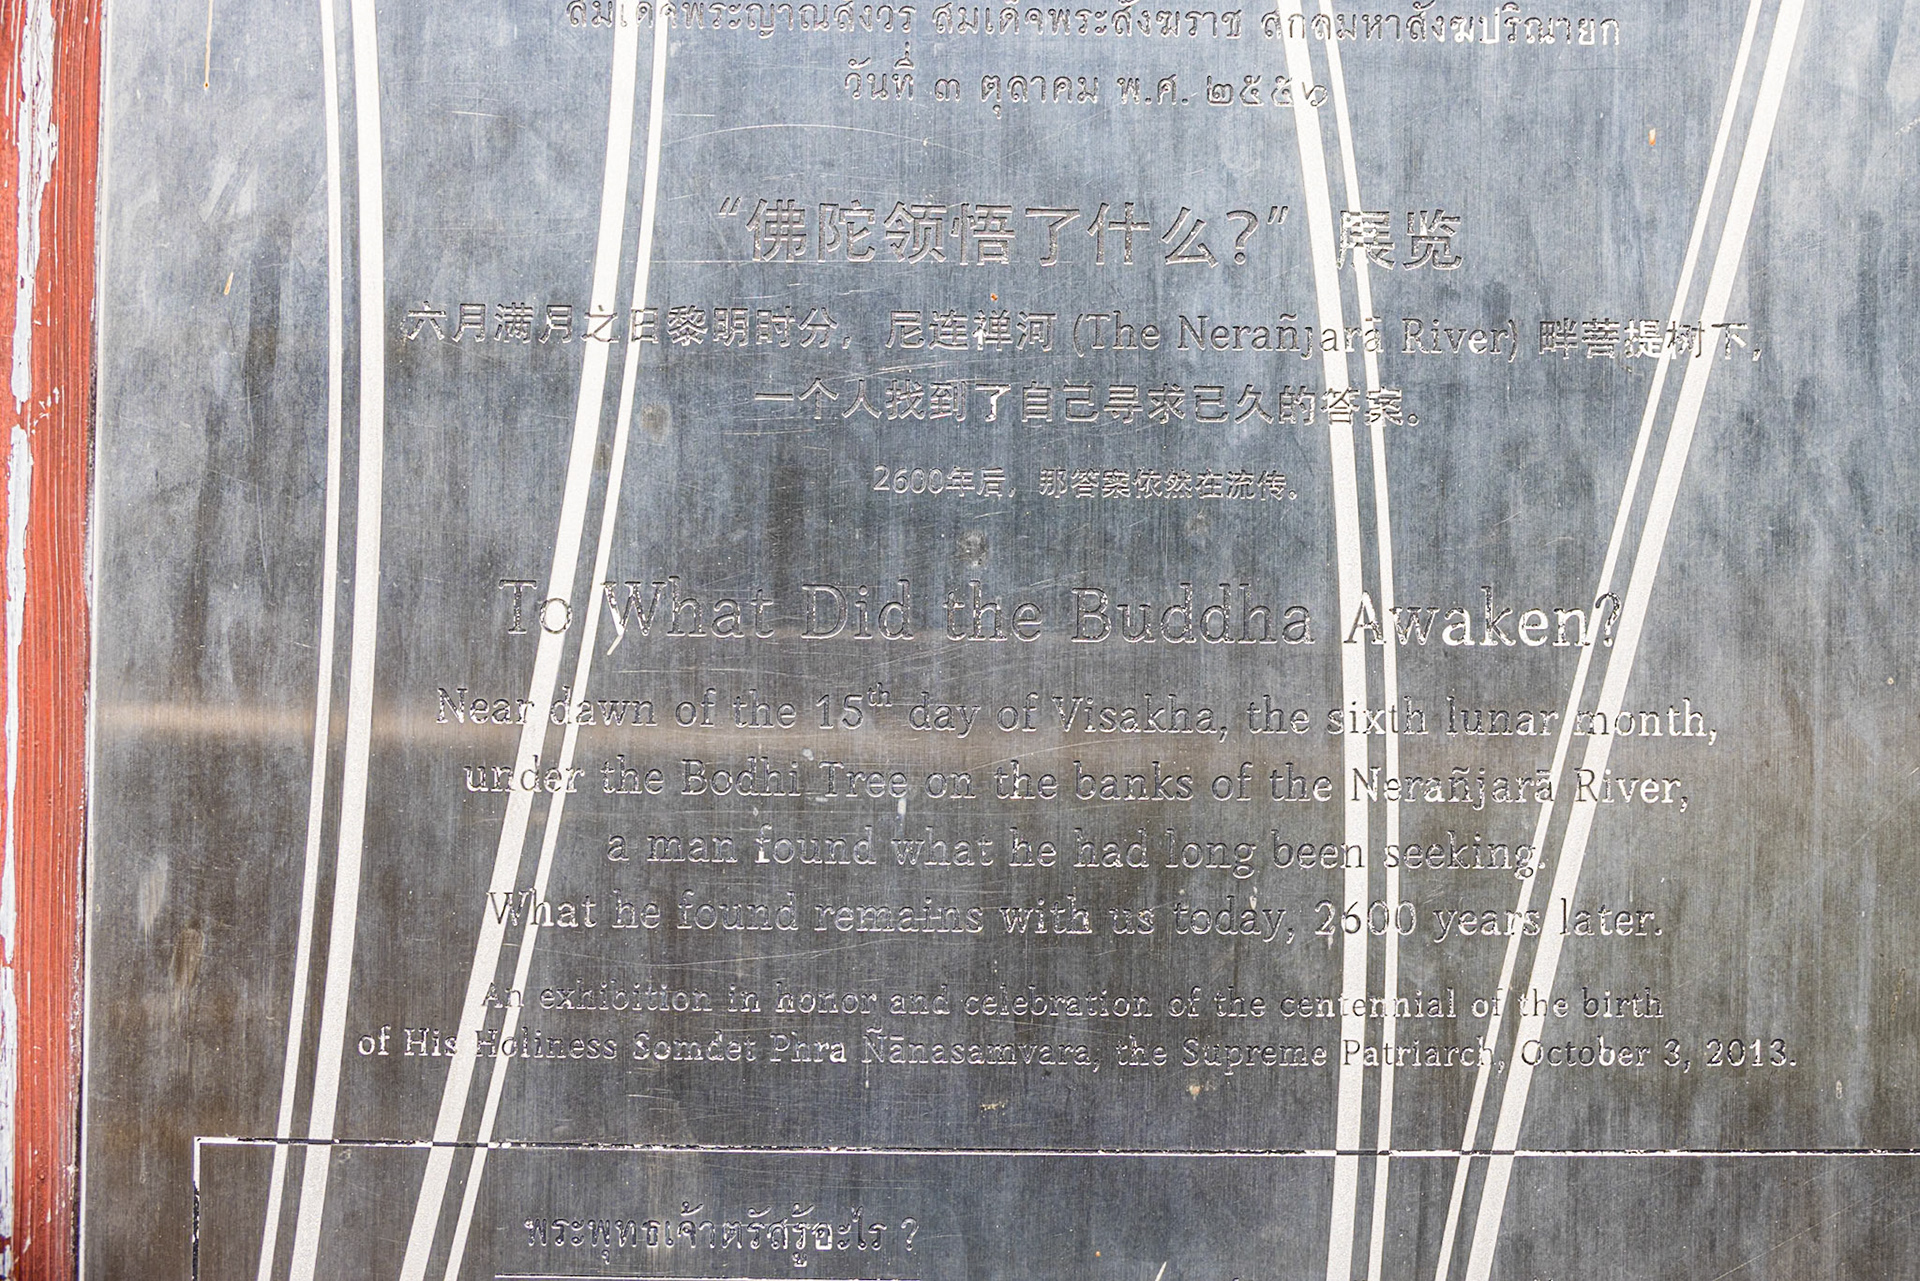 สมเด็จพระญาณสังวร สมเด็จพระสังฆราช สกลมหาสังฆปริณายก
วันที่ ๓ ตุลาคม พ.ศ. ๒๕๕๖
“佛陀领悟了什么?” 展览
六月满月之日黎明时分，尼连禅河 (The Nerañjarā River) 畔菩提树下，
一个人找到了自己寻求已久的答案。
2600年后，那答案依然在流传。
To What Did the Buddha Awaken?
Near dawn of the 15th day of Visakha, the sixth lunar month,
under the Bodhi Tree on the banks of the Nerañjarā River,
a man found what he had long been seeking.
What he found remains with us today, 2600 years later.
An exhibition in honor and celebration of the centennial of the birth
of His Holiness Somdet Phra Ñānasamvara, the Supreme Patriarch, October 3, 2013.
พระพุทธเจ้าตรัสรู้อะไร ?